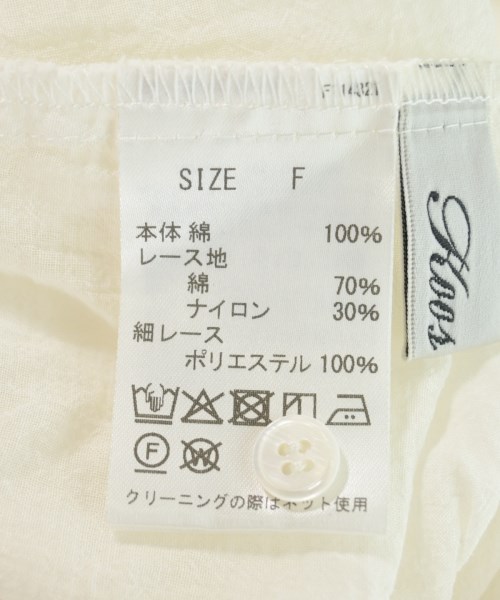 SIZE F
本体 綿 100%
レース地
綿 70%
ナイロン 30%
細レース
ポリエステル 100%
F
W
クリーニングの際はネット使用
Koos